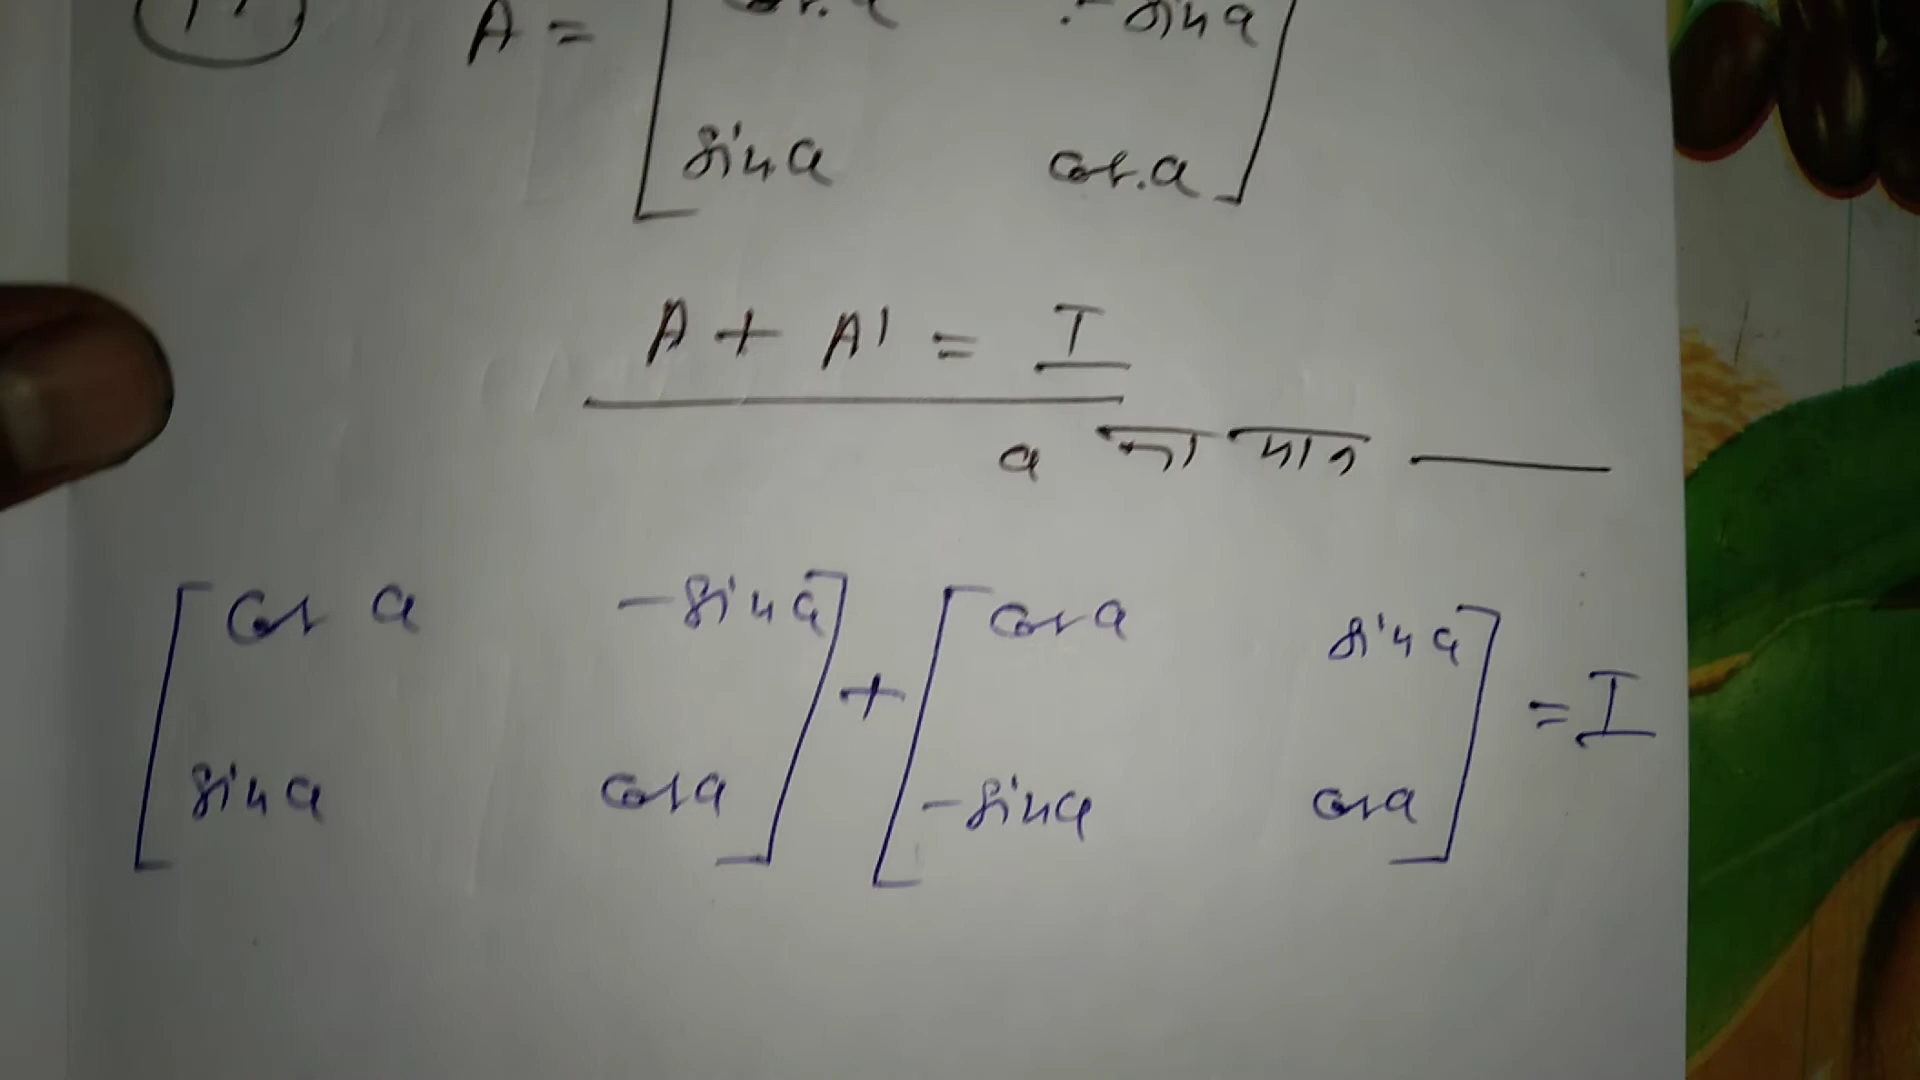 A = [ cos.a -sin a
sin a cos.a ]
A + A' = I
a का मान
[ cos a -sin a ] + [ cos a sin a ] = I
sin a cos a -sin a cos a